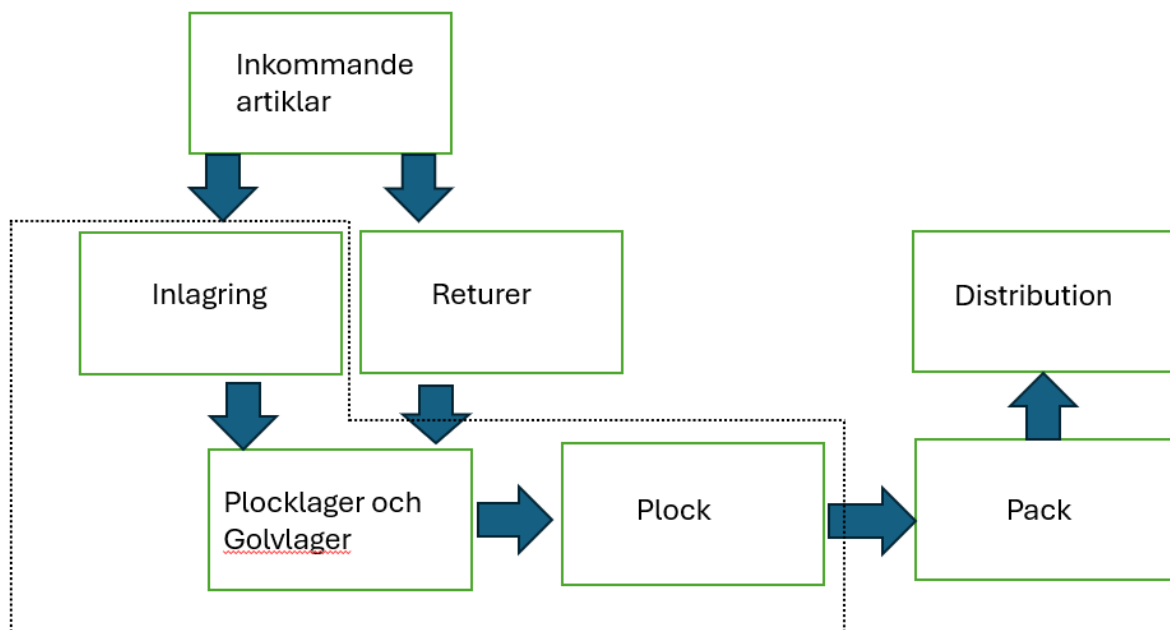 Inkommande
artiklar
Inlagring
Returer
Distribution
Plocklager och
Golvlager
Plock
Pack